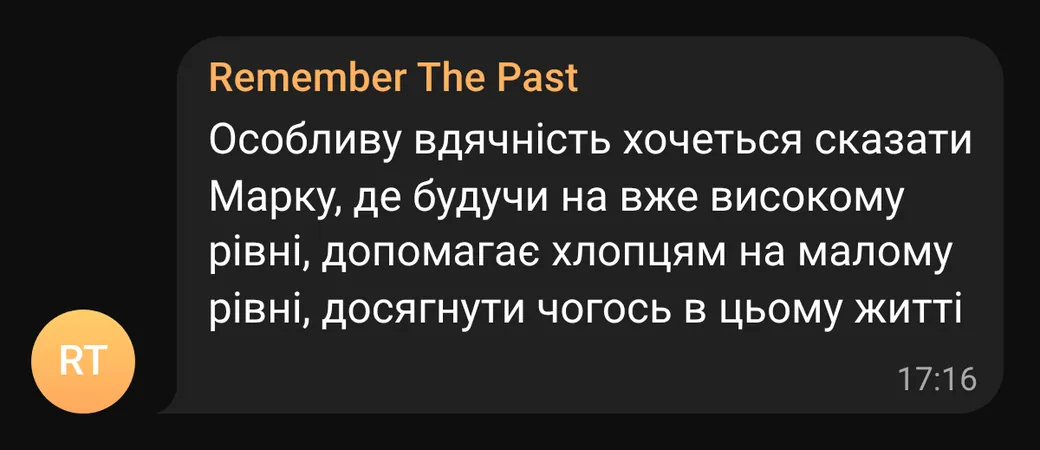 Remember The Past
Особливу вдячність хочеться сказати
Марку, де будучи на вже високому
рівні, допомагає хлопцям на малому
рівні, досягнути чогось в цьому житті
RT
17:16